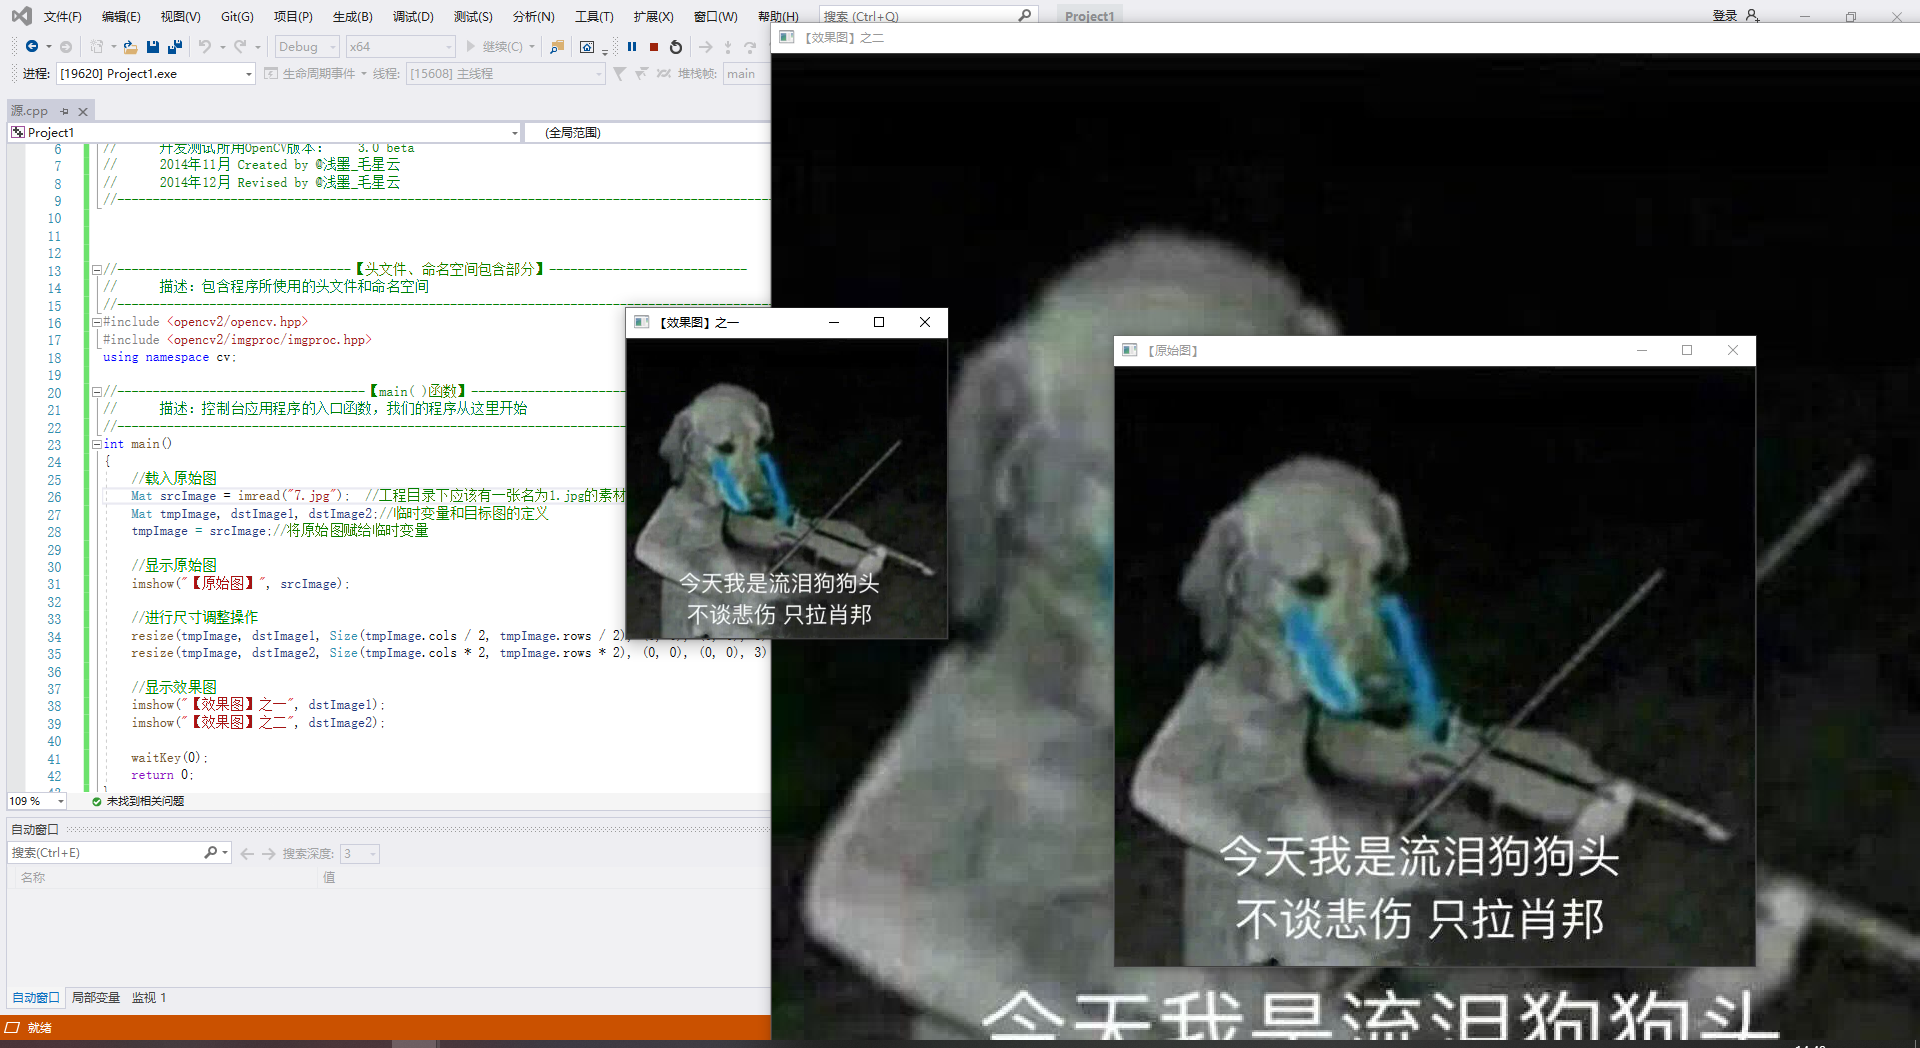 文件(F) 编辑(E) 视图(V) Git(G) 项目(P) 生成(B) 调试(D) 测试(S) 分析(N) 工具(T) 扩展(X) 窗口(W) 帮助(H) 搜索 (Ctrl+Q) Project1 登录
Debug x64 继续(C)
进程: [19620] Project1.exe 生命周期事件 线程: [15608] 主线程 堆栈帧: main
源.cpp
Project1 (全局范围)
6 // 开发测试所用OpenCV版本: 3.0 beta
7 // 2014年11月 Created by @浅墨_毛星云
8 // 2014年12月 Revised by @浅墨_毛星云
9 //----------------------------------------------------------------------------------------------
10
11
12
13 //---------------------------------【头文件、命名空间包含部分】----------------------------
14 // 描述: 包含程序所使用的头文件和命名空间
15 //----------------------------------------------------------------------------------------------
16 #include <opencv2/opencv.hpp>
17 #include <opencv2/imgproc/imgproc.hpp>
18 using namespace cv;
19
20 //-----------------------------------【main( )函数】----------------------
21 // 描述: 控制台应用程序的入口函数，我们的程序从这里开始
22 //------------------------------------------------------------------------
23 int main()
24 {
25 //载入原始图
26 Mat srcImage = imread("7.jpg"); //工程目录下应该有一张名为1.jpg的素材
27 Mat tmpImage, dstImage1, dstImage2;//临时变量和目标图的定义
28 tmpImage = srcImage;//将原始图赋给临时变量
29
30 //显示原始图
31 imshow("【原始图】", srcImage);
32
33 //进行尺寸调整操作
34 resize(tmpImage, dstImage1, Size(tmpImage.cols / 2, tmpImage.rows / 2),
35 resize(tmpImage, dstImage2, Size(tmpImage.cols * 2, tmpImage.rows * 2), (0, 0), (0, 0), 3)
36
37 //显示效果图
38 imshow("【效果图】之一", dstImage1);
39 imshow("【效果图】之二", dstImage2);
40
41 waitKey(0);
42 return 0;
109 % 未找到相关问题
自动窗口
搜索(Ctrl+E) 搜索深度: 3
名称 值
自动窗口 局部变量 监视 1
就绪
【效果图】之二
今天我是流泪狗狗头
【效果图】之一
今天我是流泪狗狗头
不谈悲伤 只拉肖邦
【原始图】
今天我是流泪狗狗头
不谈悲伤 只拉肖邦